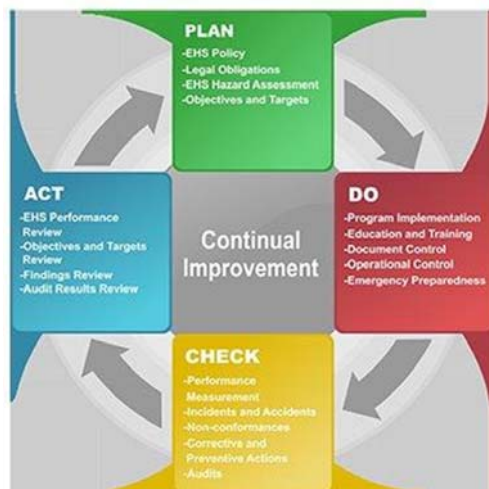 PLAN
-EHS Policy
-Legal Obligations
-EHS Hazard Assessment
-Objectives and Targets
ACT
-EHS Performance
Review
-Objectives and Targets
Review
-Findings Review
-Audit Results Review
Continual
Improvement
DO
-Program Implementation
-Education and Training
-Document Control
-Operational Control
-Emergency Preparedness
CHECK
-Performance
Measurement
-Incidents and Accidents
-Non-conformances
-Corrective and
Preventive Actions
-Audits